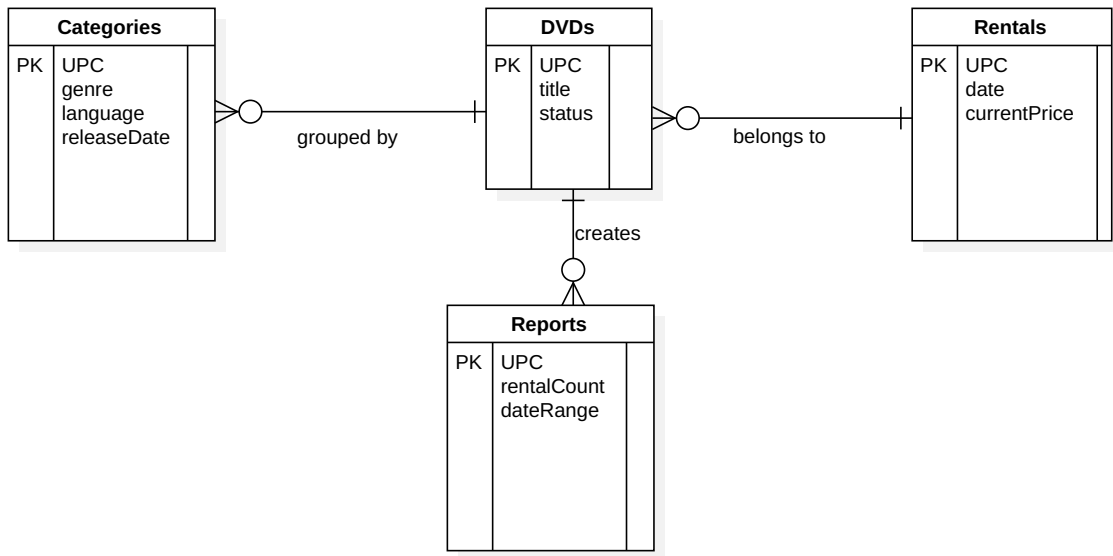 Categories
PK UPC
genre
language
releaseDate
grouped by
DVDs
PK UPC
title
status
belongs to
Rentals
PK UPC
date
currentPrice
creates
Reports
PK UPC
rentalCount
dateRange